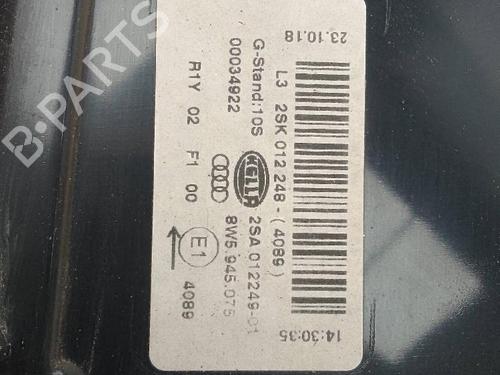 23.10.18
14:30:35
L3 2SK 012 248 - (4089)
G-Stand:10S
00034922
HELLA
2SA 012249-01
8W5.945.075
R1Y 02 F1 00
E1
4089
B-PARTS